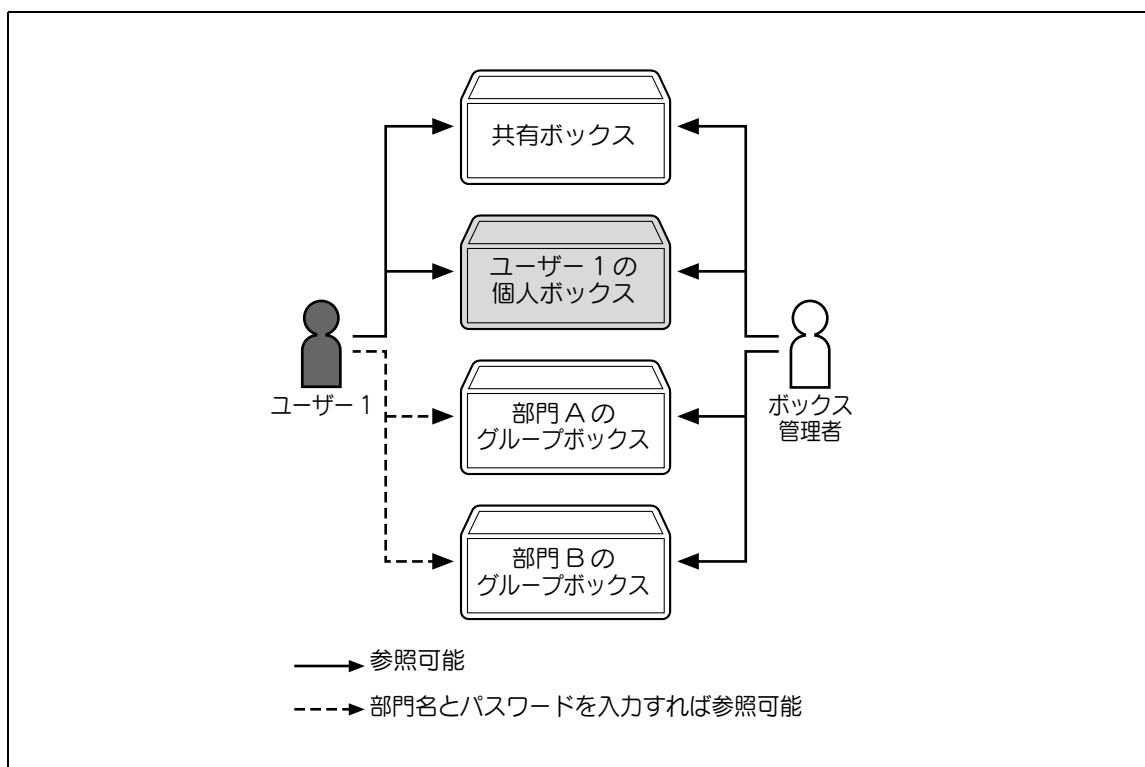 共有ボックス
ユーザー 1 の
個人ボックス
ユーザー 1
部門 A の
グループボックス
ボックス
管理者
部門 B の
グループボックス
参照可能
部門名とパスワードを入力すれば参照可能